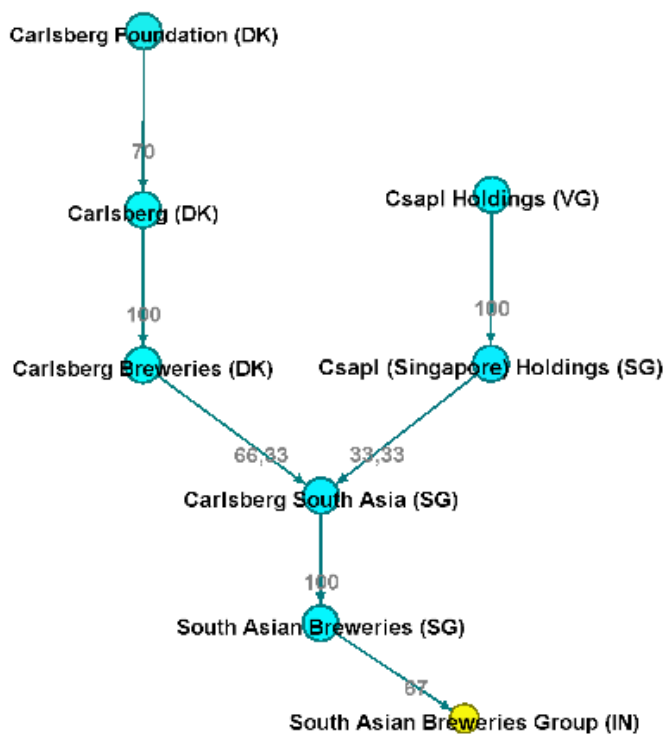 Carlsberg Foundation (DK)
70
Carlsberg (DK)
Csapl Holdings (VG)
100
100
Carlsberg Breweries (DK)
Csapl (Singapore) Holdings (SG)
66,33
33,33
Carlsberg South Asia (SG)
100
South Asian Breweries (SG)
67
South Asian Breweries Group (IN)